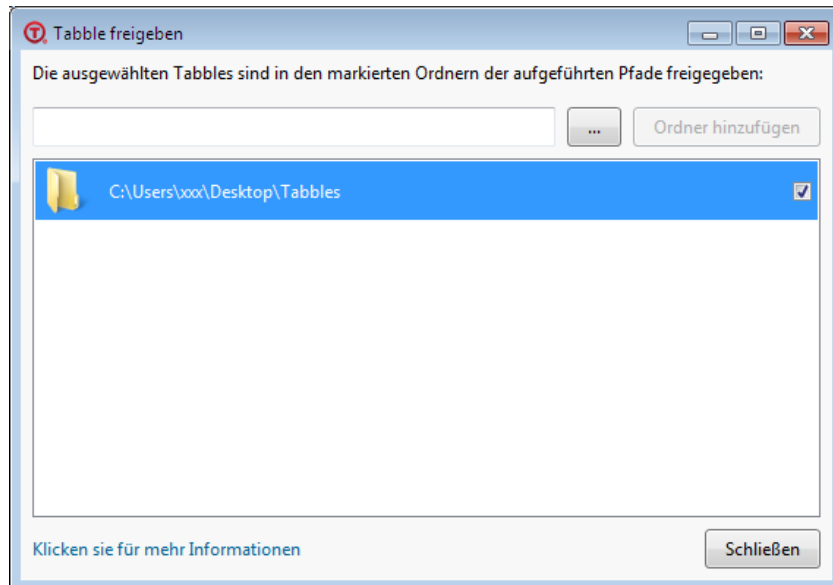 Tabble freigeben
Die ausgewählten Tabbles sind in den markierten Ordnern der aufgeführten Pfade freigegeben:
...
Ordner hinzufügen
C:\Users\xxx\Desktop\Tabbles
Klicken sie für mehr Informationen
Schließen